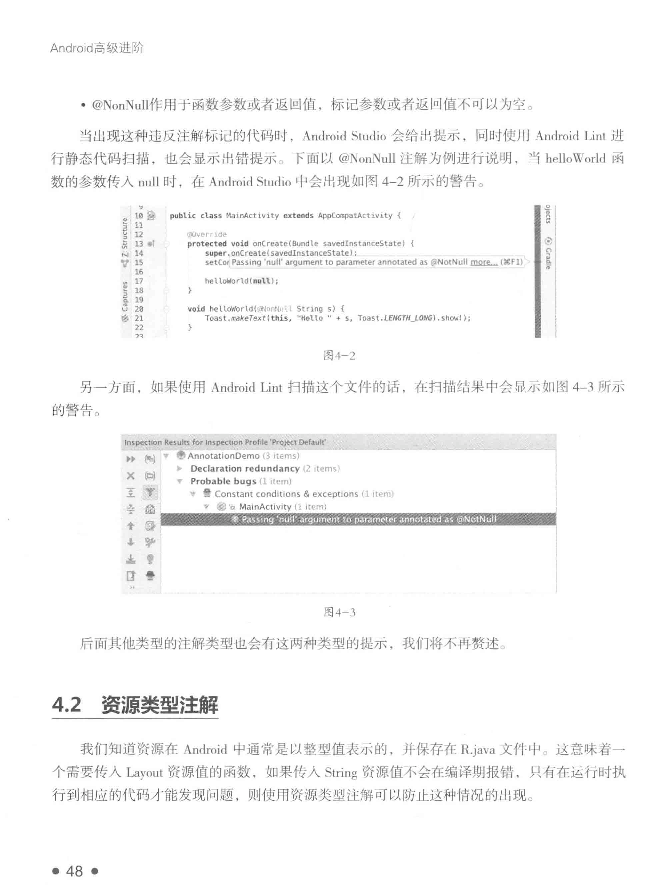 Android高级进阶
• @NonNull作用于函数参数或者返回值，标记参数或者返回值不可以为空。
当出现这种违反注解标记的代码时，Android Studio 会给出提示，同时使用 Android Lint 进
行静态代码扫描，也会显示出错提示。下面以 @NonNull 注解为例进行说明，当 helloWorld 函
数的参数传入 null 时，在 Android Studio 中会出现如图 4-2 所示的警告。
9
10 public class MainActivity extends AppCompatActivity {
11
12 @Override
13 protected void onCreate(Bundle savedInstanceState) {
14 super.onCreate(savedInstanceState);
15 setCor Passing 'null' argument to parameter annotated as @NotNull more... (⌘F1)
16
17 helloWorld(null);
18 }
19
20 void helloWorld(@NonNull String s) {
21 Toast.makeText(this, "Hello " + s, Toast.LENGTH_LONG).show();
22 }
23
Z: Structure
Captures
ojects
Gradle
图4-2
另一方面，如果使用 Android Lint 扫描这个文件的话，在扫描结果中会显示如图 4-3 所示
的警告。
Inspection Results for Inspection Profile 'Project Default'
AnnotationDemo (3 items)
Declaration redundancy (2 items)
Probable bugs (1 item)
Constant conditions & exceptions (1 item)
MainActivity (1 item)
Passing 'null' argument to parameter annotated as @NotNull
图4-3
后面其他类型的注解类型也会有这两种类型的提示，我们将不再赘述。
4.2 资源类型注解
我们知道资源在 Android 中通常是以整型值表示的，并保存在 R.java 文件中。这意味着一
个需要传入 Layout 资源值的函数，如果传入 String 资源值不会在编译期报错，只有在运行时执
行到相应的代码才能发现问题，则使用资源类型注解可以防止这种情况的出现。
• 48 •